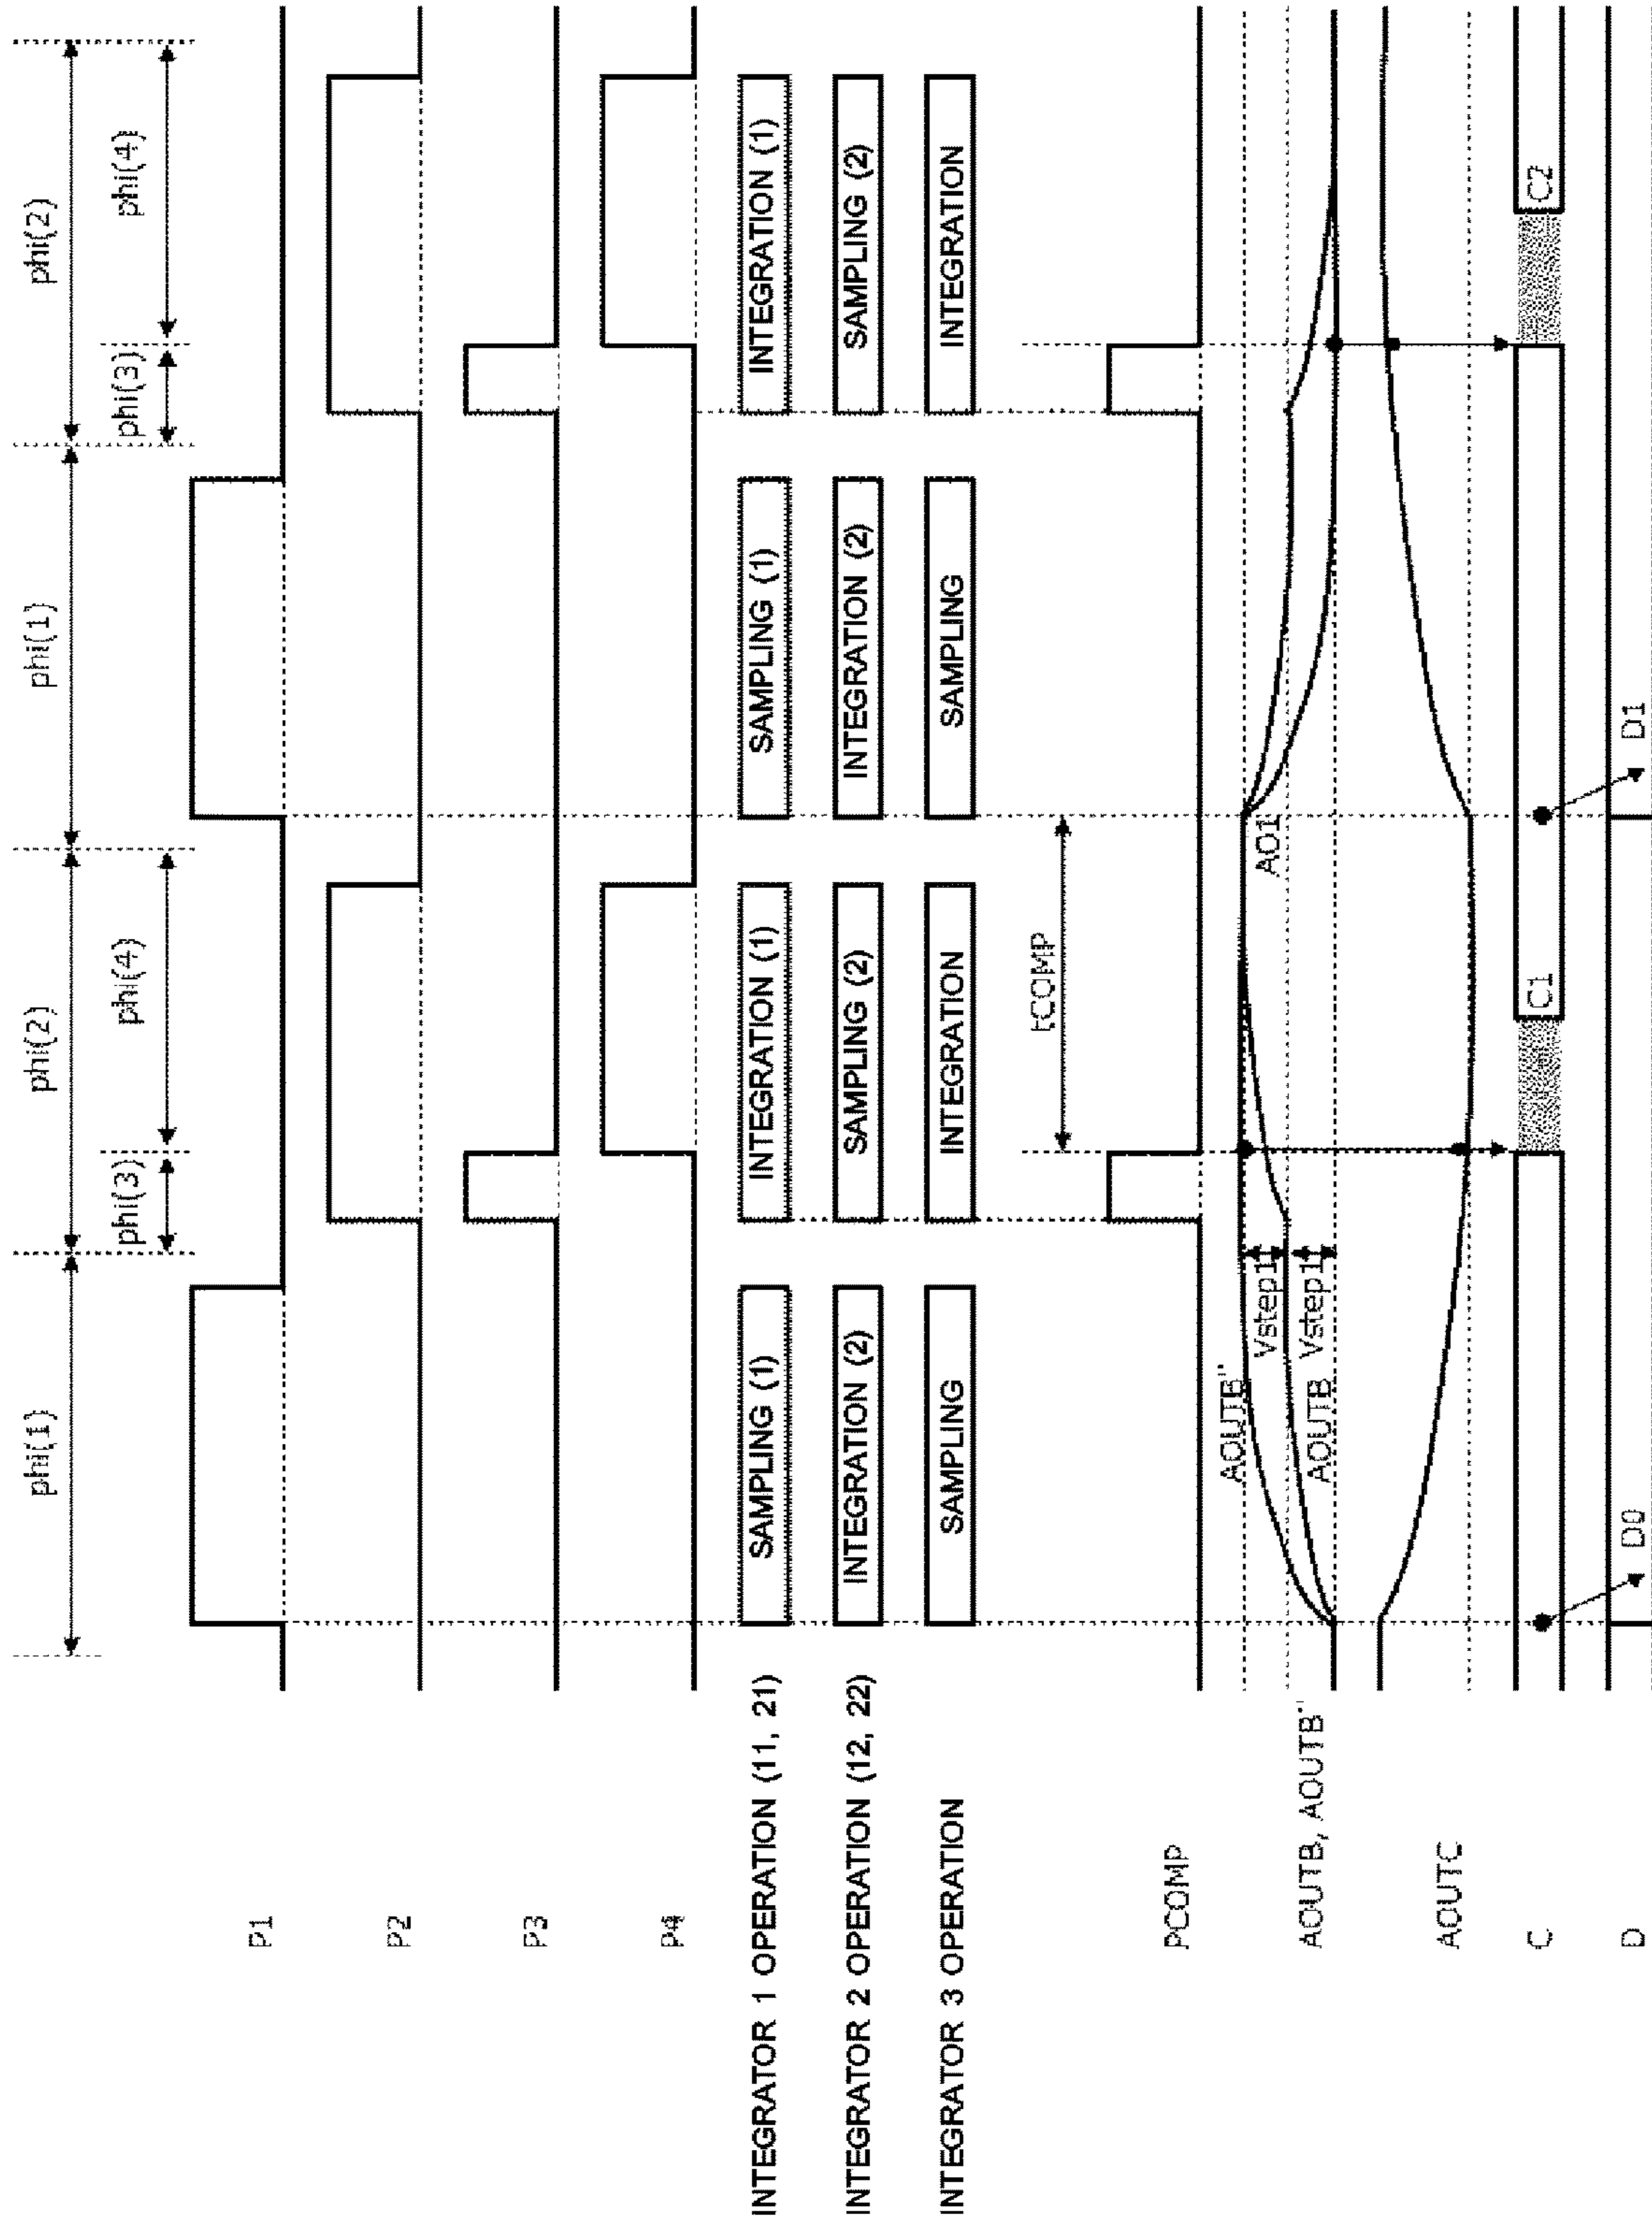 phi(1) phi(2) phi(1) phi(2)
phi(3) phi(4) phi(3) phi(4)
P1
P2
P3
P4
INTEGRATOR 1 OPERATION (11, 21) SAMPLING (1) INTEGRATION (1) SAMPLING (1) INTEGRATION (1)
INTEGRATOR 2 OPERATION (12, 22) INTEGRATION (2) SAMPLING (2) INTEGRATION (2) SAMPLING (2)
INTEGRATOR 3 OPERATION SAMPLING INTEGRATION SAMPLING INTEGRATION
tCOMP
PCOMP
AOUTB"
Vstep1 AO1
AOUTB, AOUTB" AOUTB Vstep1
AOUTC
C C1 C2
D D0 D1